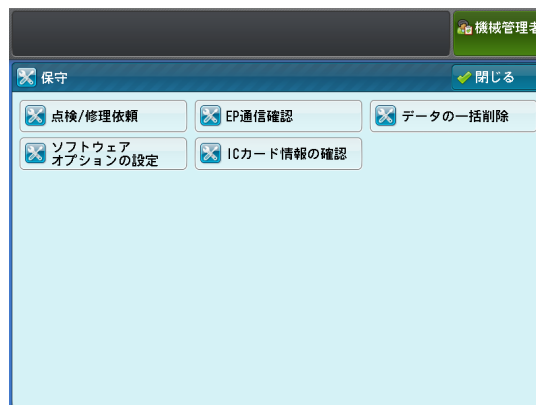 機械管理者
保守
閉じる
点検/修理依頼
EP通信確認
データの一括削除
ソフトウェア
オプションの設定
ICカード情報の確認